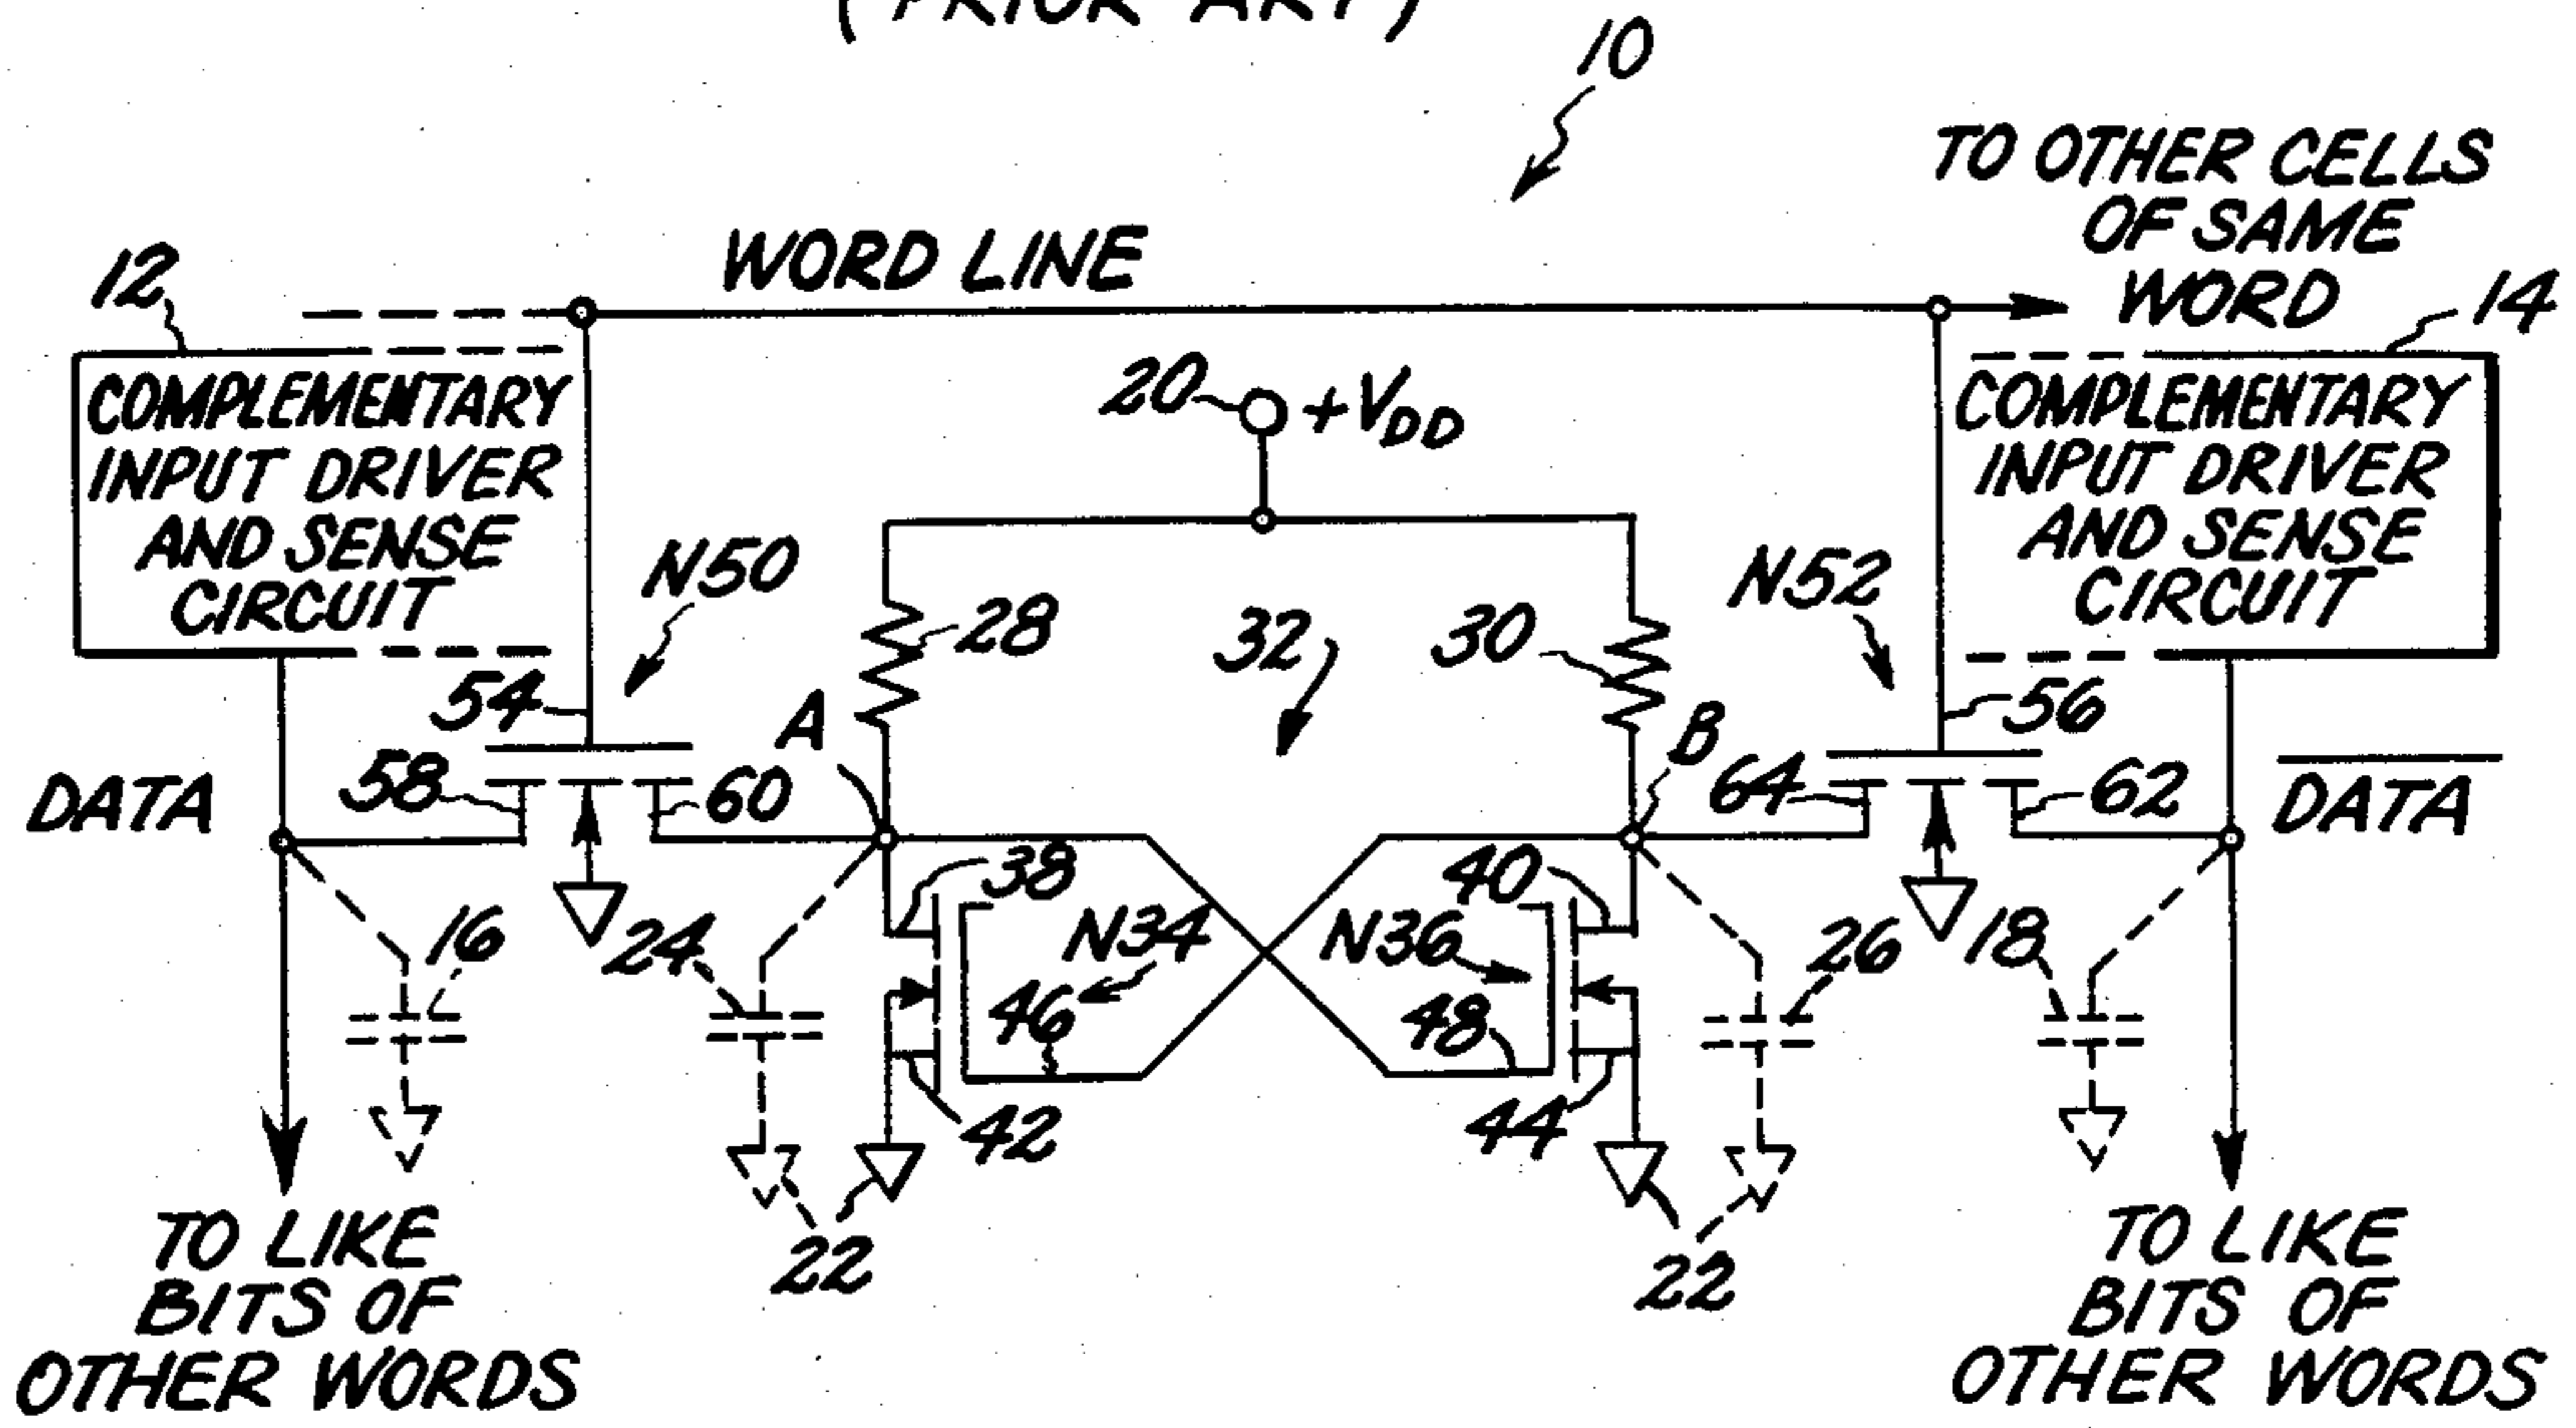 (PRIOR ART)
10
TO OTHER CELLS
OF SAME
WORD
WORD LINE
12
14
20
+VDD
COMPLEMENTARY
INPUT DRIVER
AND SENSE
CIRCUIT
COMPLEMENTARY
INPUT DRIVER
AND SENSE
CIRCUIT
N50
28
32
30
N52
54
A
B
56
DATA
58
60
64
62
DATA
38
40
16
24
N34
N36
26
18
46
48
42
44
22
22
TO LIKE
BITS OF
OTHER WORDS
TO LIKE
BITS OF
OTHER WORDS